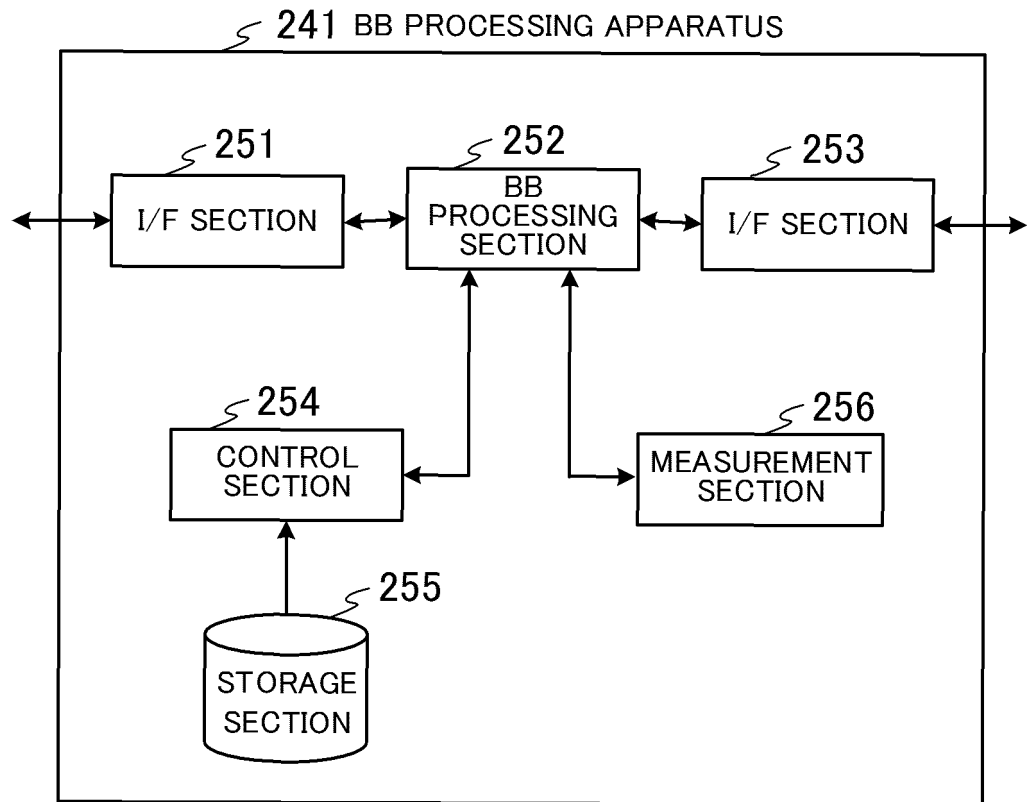 241 BB PROCESSING APPARATUS
251
I/F SECTION
252
BB
PROCESSING
SECTION
253
I/F SECTION
254
CONTROL
SECTION
256
MEASUREMENT
SECTION
255
STORAGE
SECTION